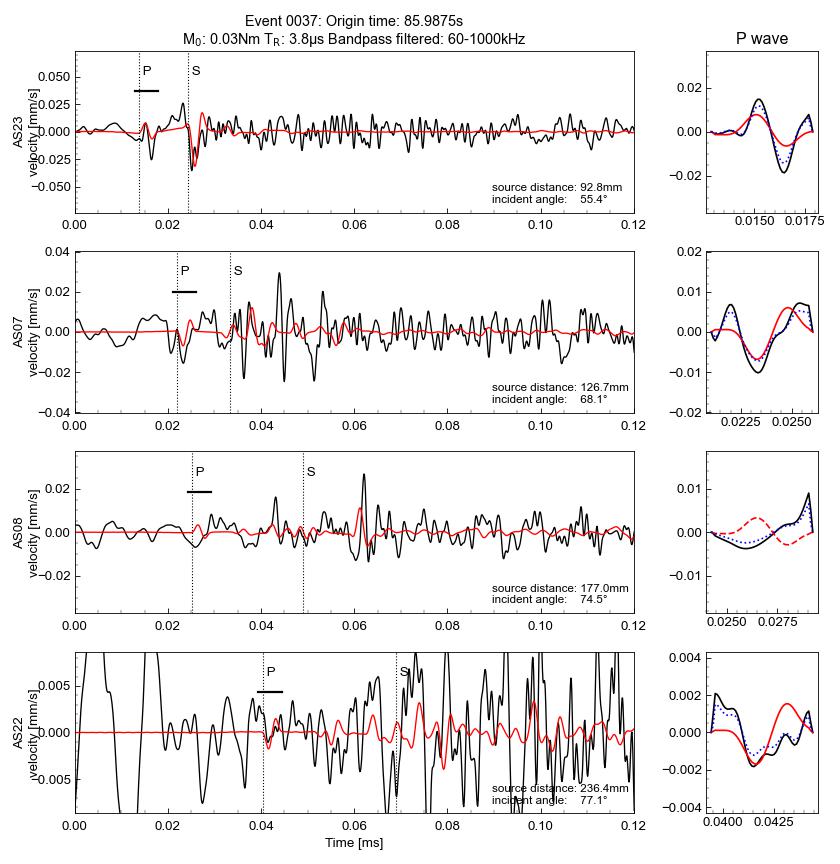 Event 0037: Origin time: 85.9875s
M0: 0.03Nm TR: 3.8μs Bandpass filtered: 60-1000kHz
P wave
AS23
velocity [mm/s]
0.050
0.025
0.000
−0.025
−0.050
P
S
source distance: 92.8mm
incident angle: 55.4°
0.00 0.02 0.04 0.06 0.08 0.10 0.12
0.02
0.00
−0.02
0.0150 0.0175
AS07
velocity [mm/s]
0.04
0.02
0.00
−0.02
−0.04
P
S
source distance: 126.7mm
incident angle: 68.1°
0.00 0.02 0.04 0.06 0.08 0.10 0.12
0.02
0.01
0.00
−0.01
−0.02
0.0225 0.0250
AS08
velocity [mm/s]
0.02
0.00
−0.02
P
S
source distance: 177.0mm
incident angle: 74.5°
0.00 0.02 0.04 0.06 0.08 0.10 0.12
0.01
0.00
−0.01
0.0250 0.0275
AS22
velocity [mm/s]
0.005
0.000
−0.005
P
S
source distance: 236.4mm
incident angle: 77.1°
0.00 0.02 0.04 0.06 0.08 0.10 0.12
Time [ms]
0.004
0.002
0.000
−0.002
−0.004
0.0400 0.0425